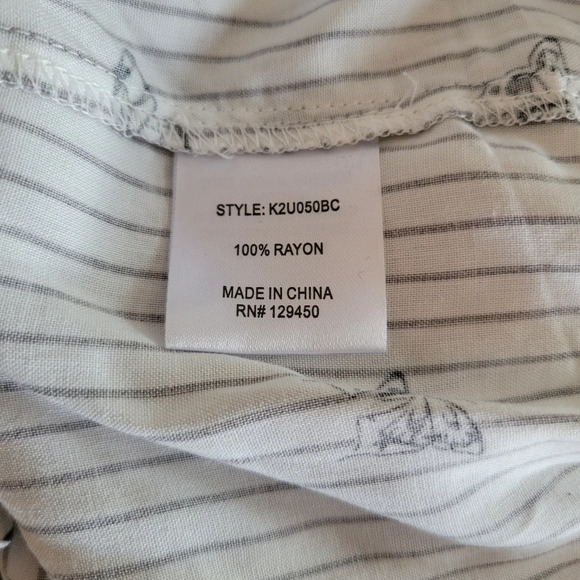 STYLE: K2U050BC
100% RAYON
MADE IN CHINA
RN# 129450